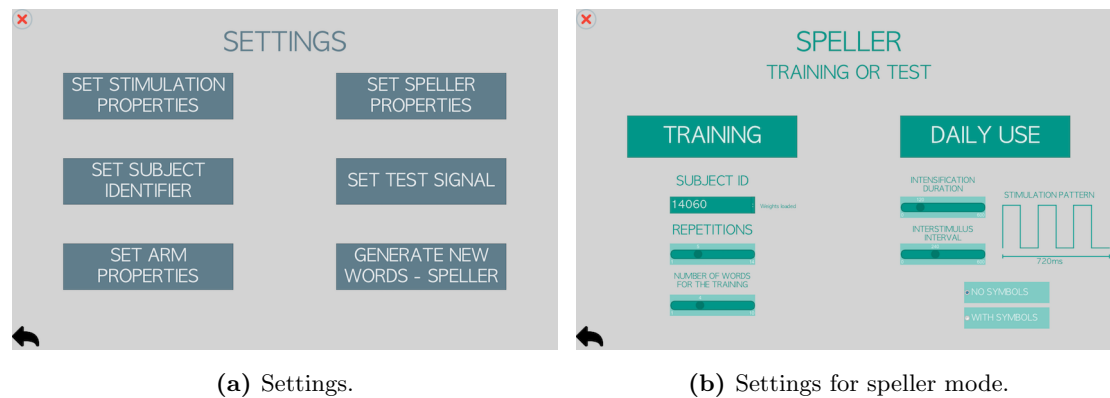 SETTINGS
SET STIMULATION
PROPERTIES
SET SPELLER
PROPERTIES
SET SUBJECT
IDENTIFIER
SET TEST SIGNAL
SET ARM
PROPERTIES
GENERATE NEW
WORDS - SPELLER
(a) Settings.
SPELLER
TRAINING OR TEST
TRAINING
SUBJECT ID
14060
Weights loaded
REPETITIONS
NUMBER OF WORDS
FOR THE TRAINING
DAILY USE
INTENSIFICATION
DURATION
INTERSTIMULUS
INTERVAL
STIMULATION PATTERN
720ms
NO SYMBOLS
WITH SYMBOLS
(b) Settings for speller mode.